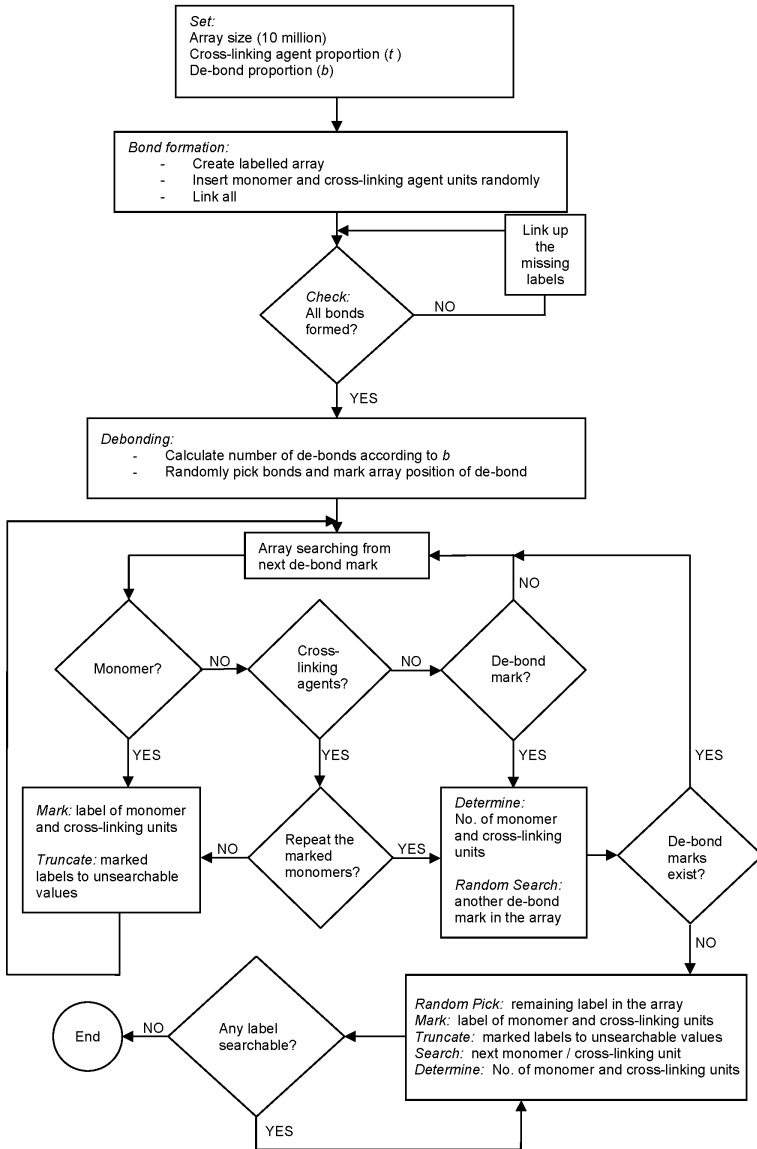 Set:
Array size (10 million)
Cross-linking agent proportion (t )
De-bond proportion (b)
Bond formation:
- Create labelled array
- Insert monomer and cross-linking agent units randomly
- Link all
Link up
the
missing
labels
Check:
All bonds
formed?
NO
YES
Debonding:
- Calculate number of de-bonds according to b
- Randomly pick bonds and mark array position of de-bond
Array searching from
next de-bond mark
NO
Monomer?
NO
Cross-
linking
agents?
NO
De-bond
mark?
YES
YES
YES
YES
Mark: label of monomer
and cross-linking units
Truncate: marked
labels to unsearchable
values
NO
Repeat the
marked
monomers?
YES
Determine:
No. of monomer
and cross-linking
units
Random Search:
another de-bond
mark in the array
De-bond
marks
exist?
NO
Random Pick: remaining label in the array
Mark: label of monomer and cross-linking units
Truncate: marked labels to unsearchable values
Search: next monomer / cross-linking unit
Determine: No. of monomer and cross-linking units
End
NO
Any label
searchable?
YES